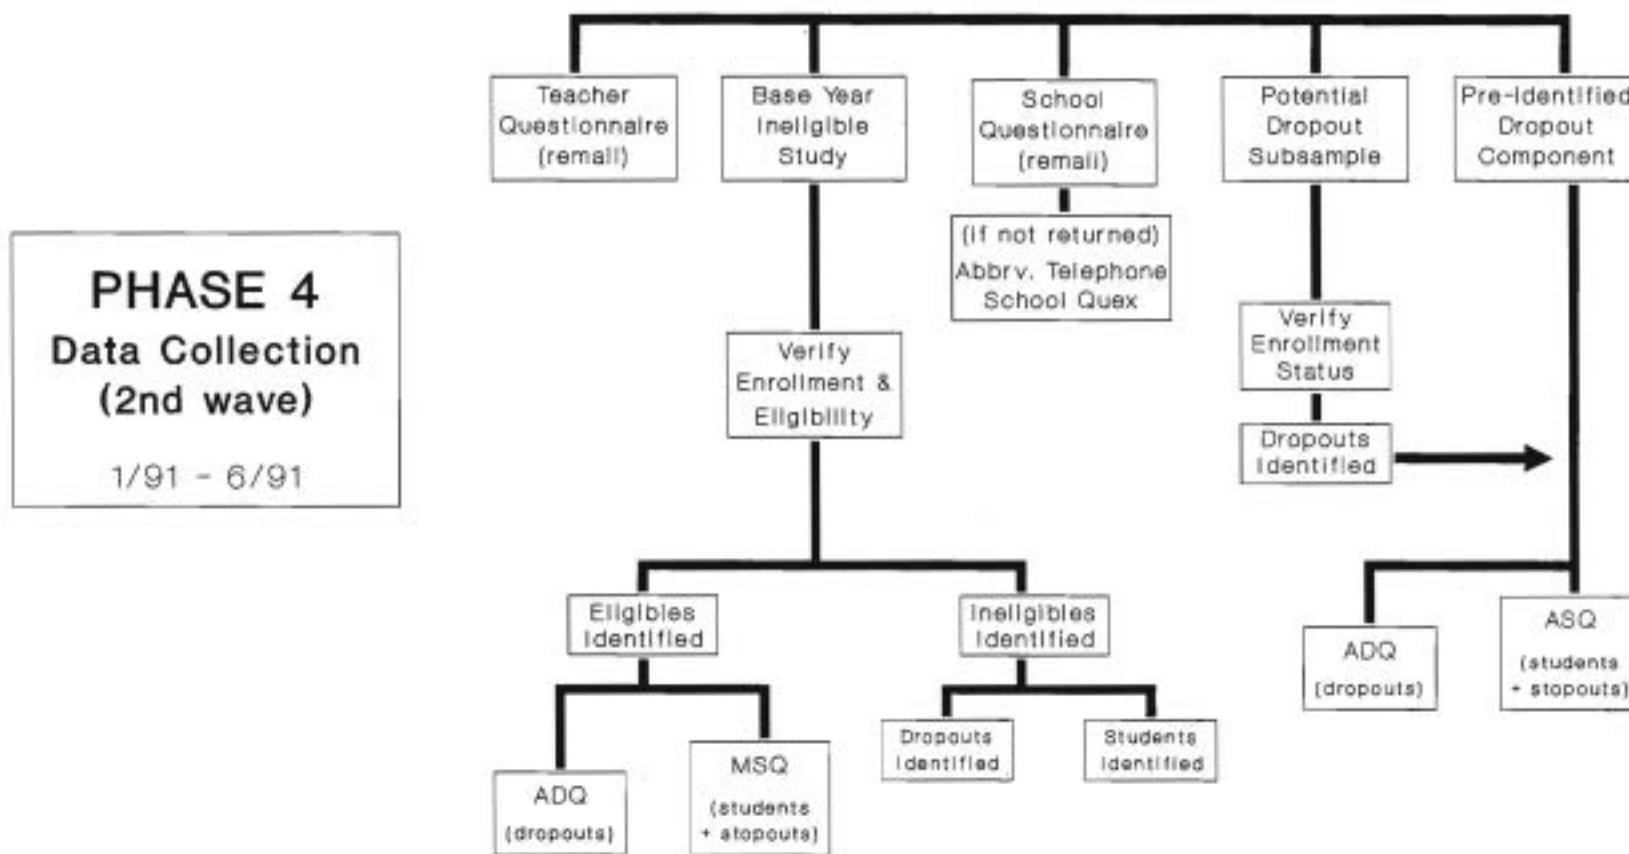 PHASE 4
Data Collection
(2nd wave)
1/91 - 6/91
Teacher
Questionnaire
(remail)
Base Year
Ineligible
Study
School
Questionnaire
(remail)
Potential
Dropout
Subsample
Pre-identified
Dropout
Component
(if not returned)
Abbrv. Telephone
School Quex
Verify
Enrollment &
Eligibility
Verify
Enrollment
Status
Dropouts
Identified
Eligibles
Identified
Ineligibles
Identified
ADQ
(dropouts)
MSQ
(students
+ stopouts)
Dropouts
Identified
Students
Identified
ADQ
(dropouts)
ASQ
(students
+ stopouts)